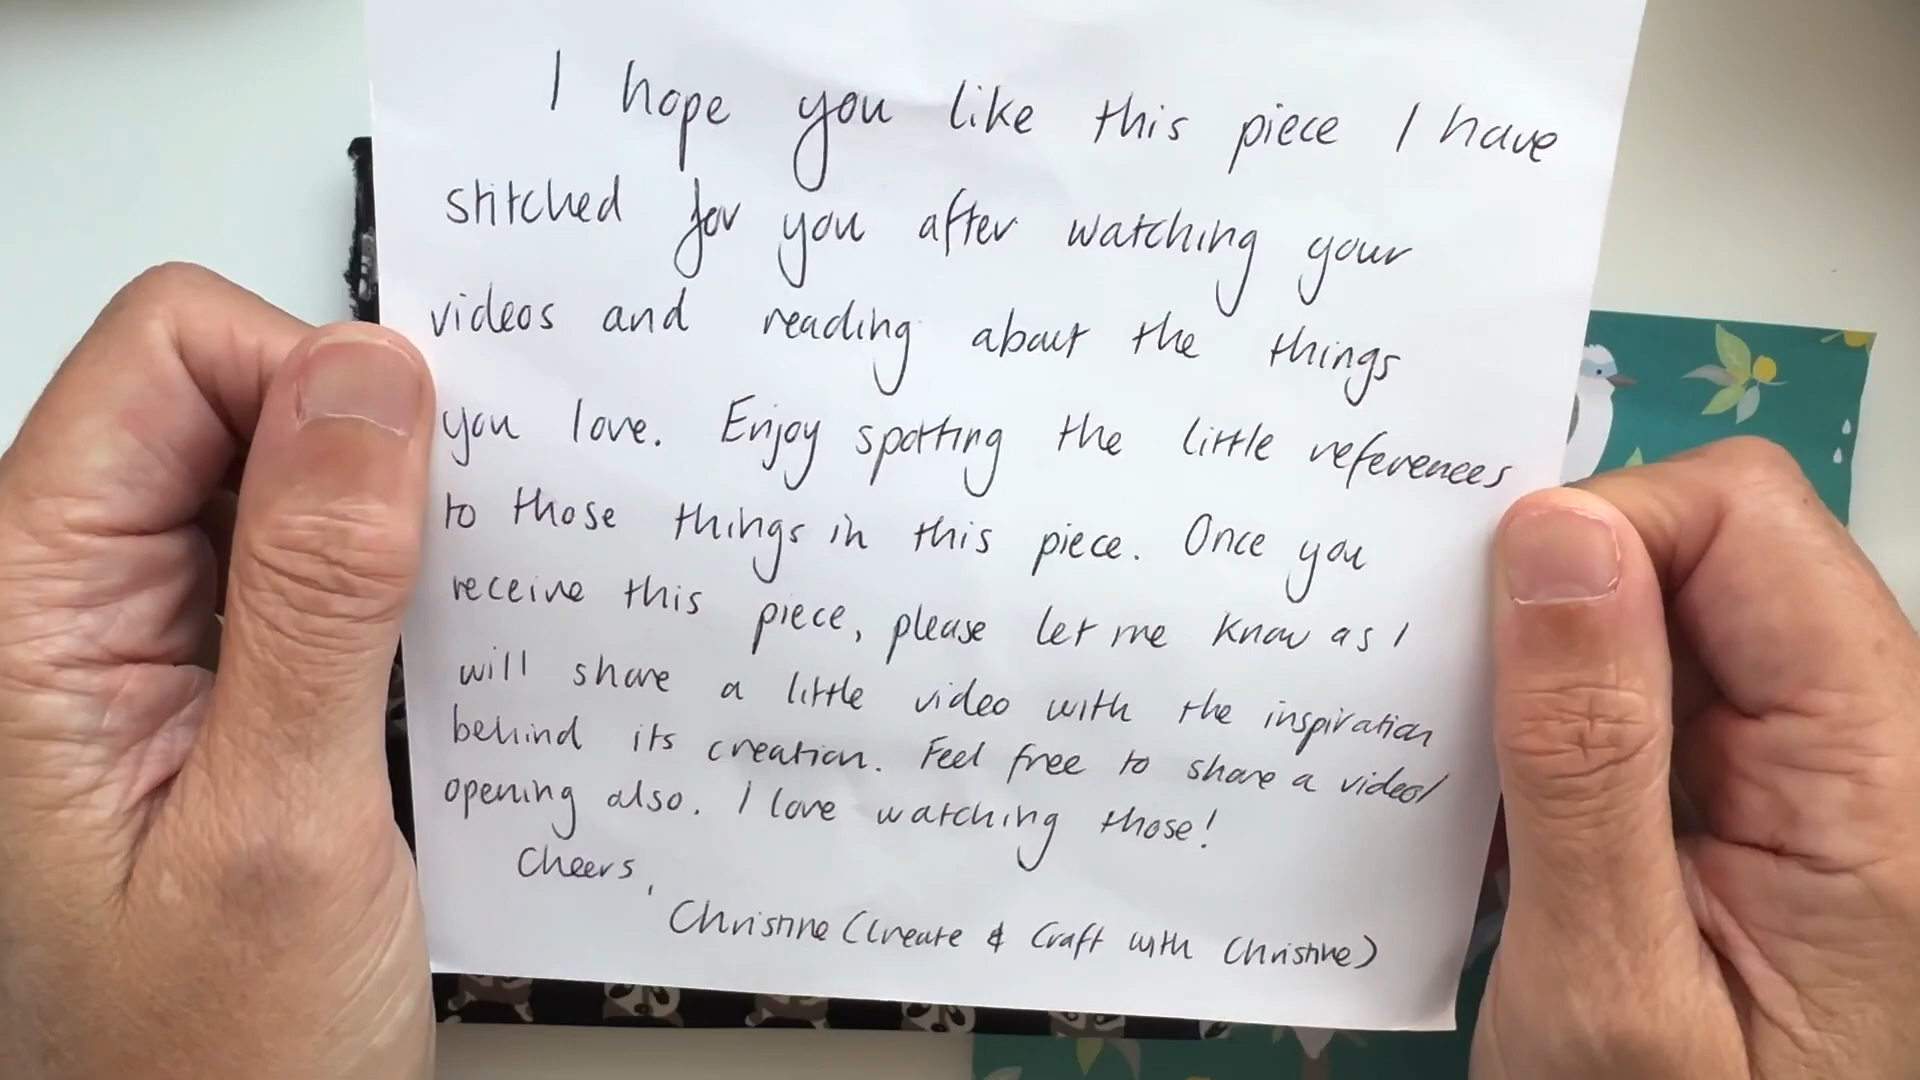 I hope you like this piece I have
stitched for you after watching your
videos and reading about the things
you love. Enjoy spotting the little references
to those things in this piece. Once you
receive this piece, please let me know as I
will share a little video with the inspiration
behind its creation. Feel free to share a video/
opening also. I love watching those!
Cheers,
Christine (Create & Craft with Christine)